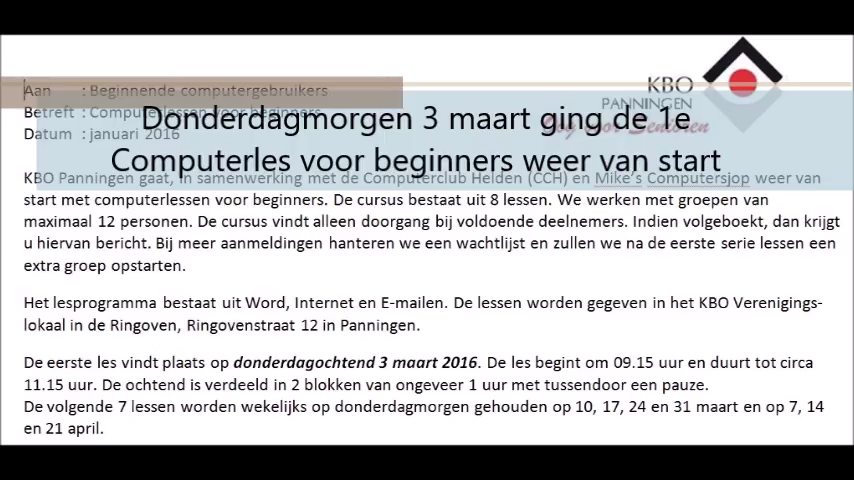 Aan : Beginnende computergebruikers
Betreft : Computerlessen voor beginners
Datum : januari 2016
KBO
PANNINGEN
Oog voor Senioren
Donderdagmorgen 3 maart ging de 1e
Computerles voor beginners weer van start
KBO Panningen gaat, in samenwerking met de Computerclub Helden (CCH) en Mike's Computersjop weer van
start met computerlessen voor beginners. De cursus bestaat uit 8 lessen. We werken met groepen van
maximaal 12 personen. De cursus vindt alleen doorgang bij voldoende deelnemers. Indien volgeboekt, dan krijgt
u hiervan bericht. Bij meer aanmeldingen hanteren we een wachtlijst en zullen we na de eerste serie lessen een
extra groep opstarten.
Het lesprogramma bestaat uit Word, Internet en E-mailen. De lessen worden gegeven in het KBO Verenigings-
lokaal in de Ringoven, Ringovenstraat 12 in Panningen.
De eerste les vindt plaats op donderdagochtend 3 maart 2016. De les begint om 09.15 uur en duurt tot circa
11.15 uur. De ochtend is verdeeld in 2 blokken van ongeveer 1 uur met tussendoor een pauze.
De volgende 7 lessen worden wekelijks op donderdagmorgen gehouden op 10, 17, 24 en 31 maart en op 7, 14
en 21 april.